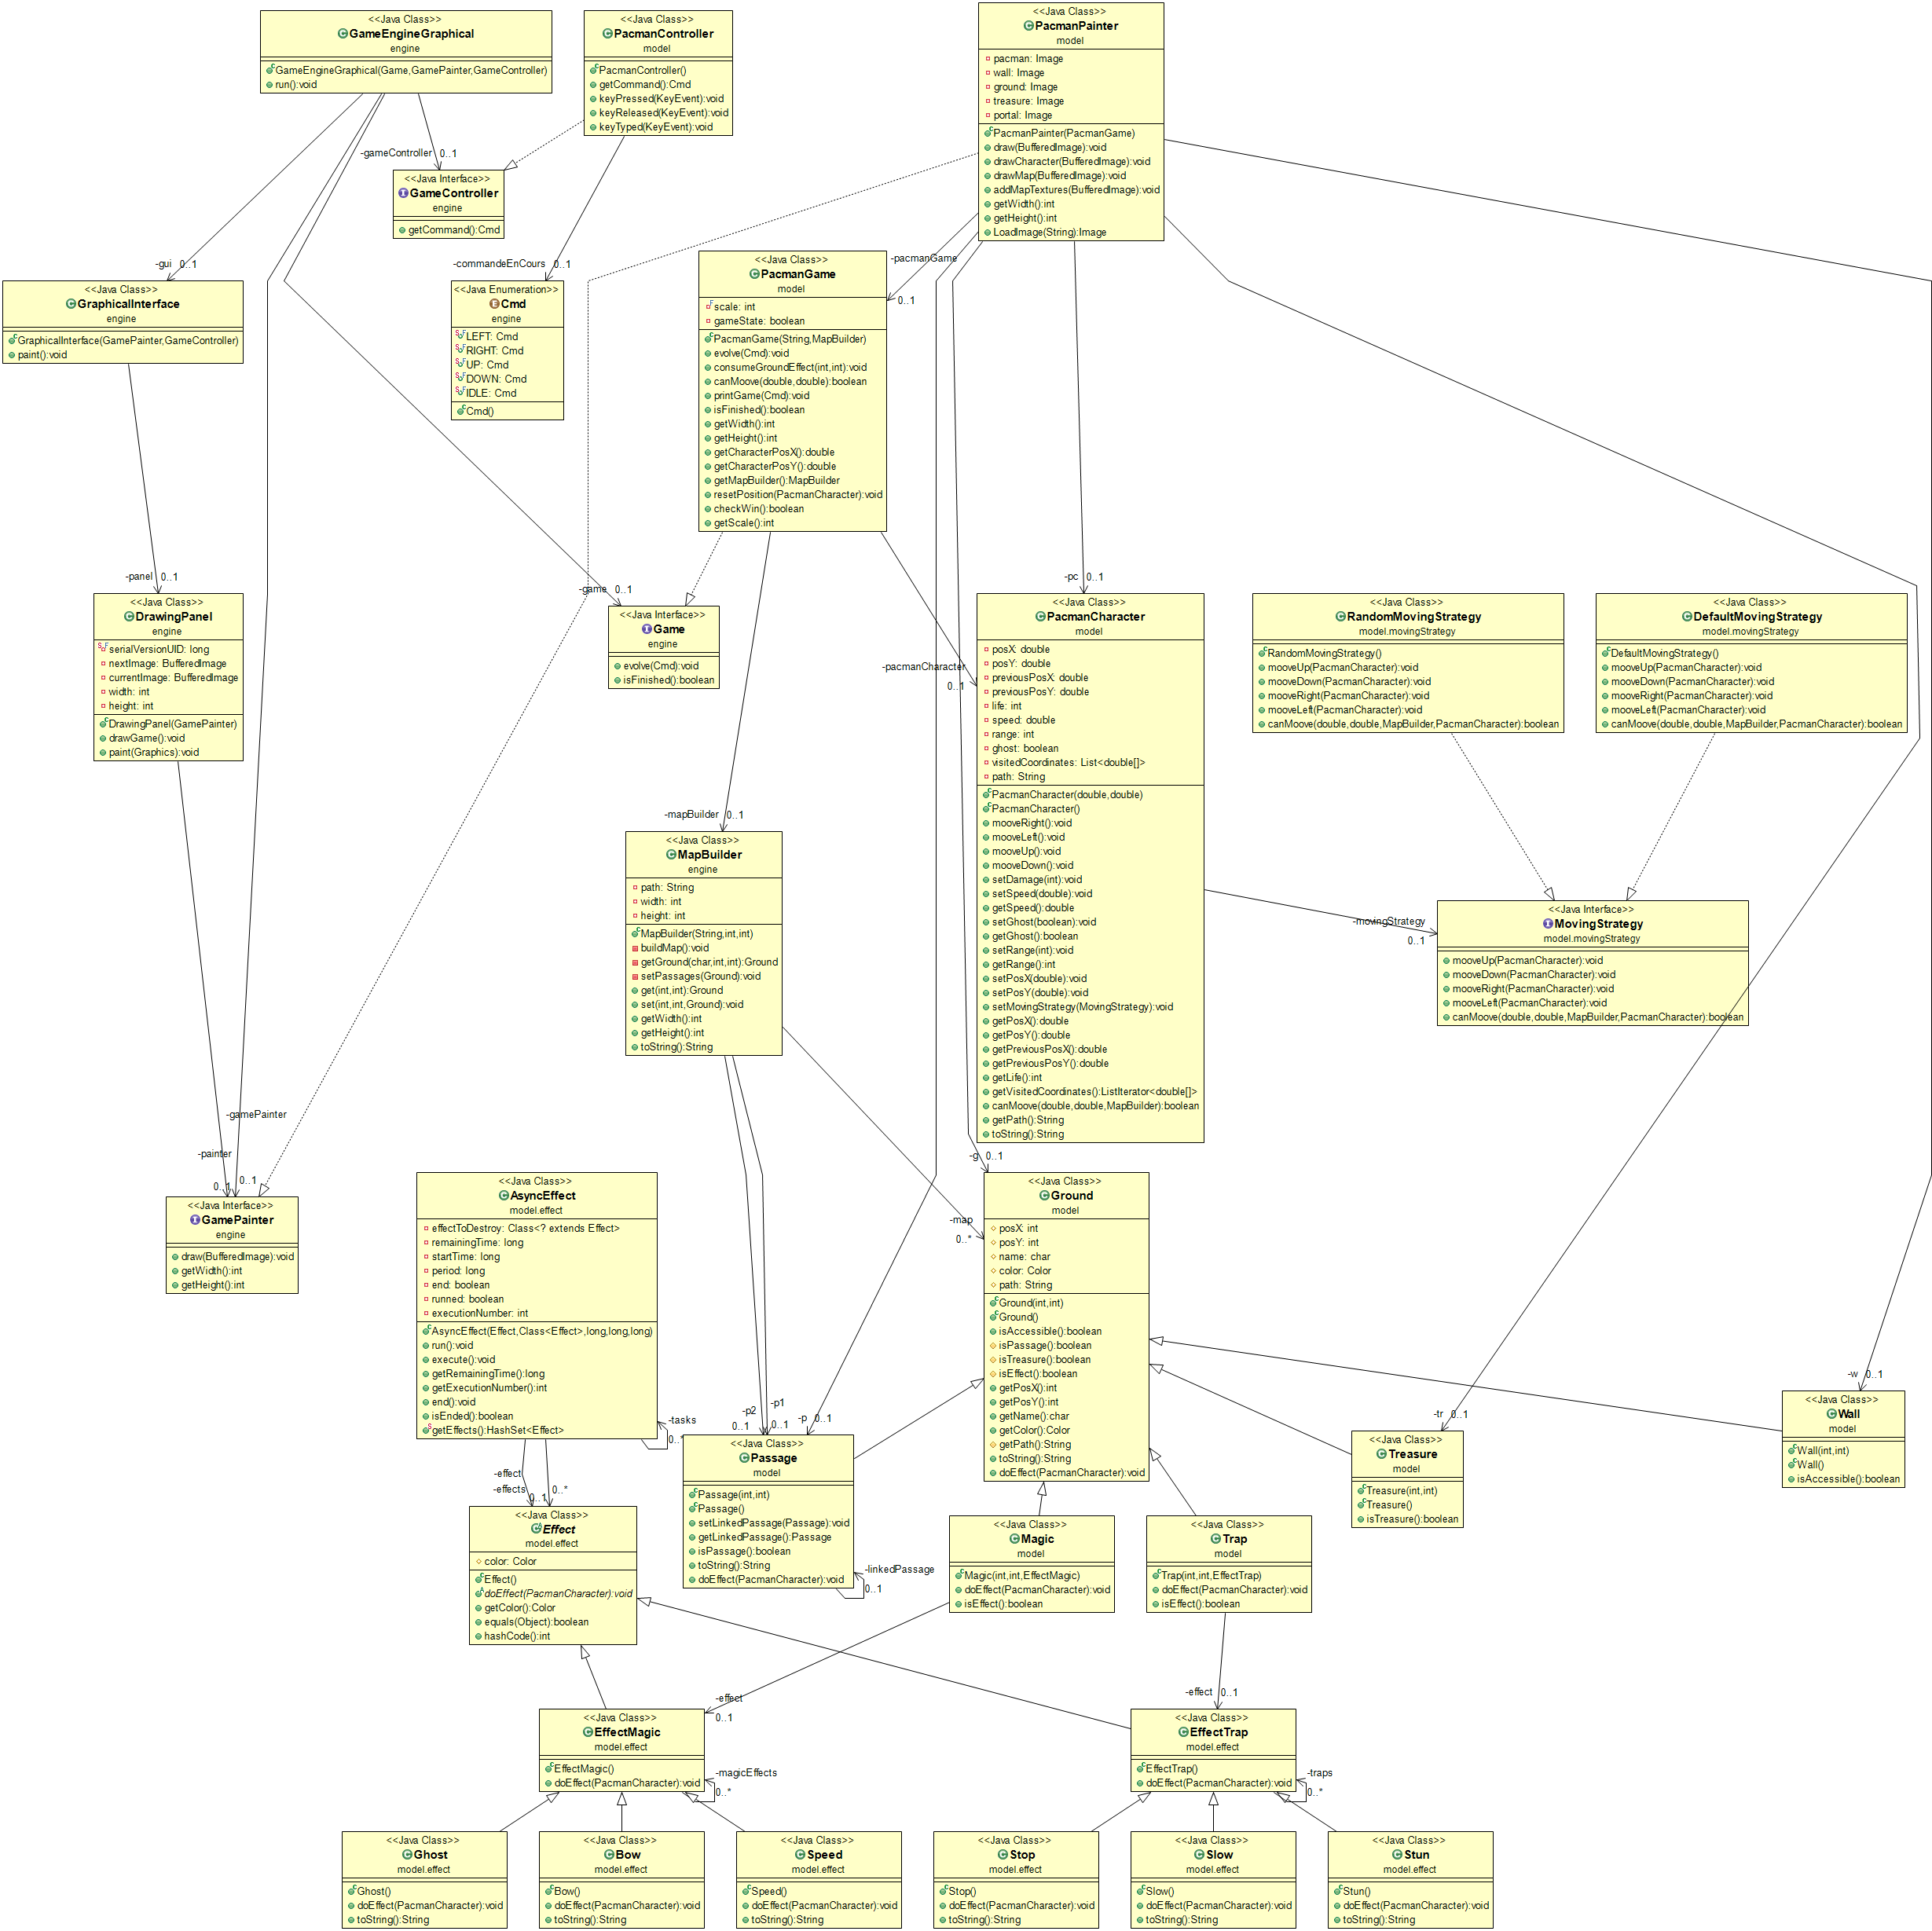 <<Java Class>>
GameEngineGraphical
engine
GameEngineGraphical(Game,GamePainter,GameController)
run():void
<<Java Class>>
PacmanController
model
PacmanController()
getCommand():Cmd
keyPressed(KeyEvent):void
keyReleased(KeyEvent):void
keyTyped(KeyEvent):void
<<Java Class>>
PacmanPainter
model
pacman: Image
wall: Image
ground: Image
treasure: Image
portal: Image
PacmanPainter(PacmanGame)
draw(BufferedImage):void
drawCharacter(BufferedImage):void
drawMap(BufferedImage):void
addMapTextures(BufferedImage):void
getWidth():int
getHeight():int
LoadImage(String):Image
-gameController 0..1
<<Java Interface>>
GameController
engine
getCommand():Cmd
-gui 0..1
-commandeEnCours 0..1
-pacmanGame
0..1
<<Java Class>>
GraphicalInterface
engine
GraphicalInterface(GamePainter,GameController)
paint():void
<<Java Enumeration>>
Cmd
engine
LEFT: Cmd
RIGHT: Cmd
UP: Cmd
DOWN: Cmd
IDLE: Cmd
Cmd()
<<Java Class>>
PacmanGame
model
scale: int
gameState: boolean
PacmanGame(String,MapBuilder)
evolve(Cmd):void
consumeGroundEffect(int,int):void
canMoove(double,double):boolean
printGame(Cmd):void
isFinished():boolean
getWidth():int
getHeight():int
getCharacterPosX():double
getCharacterPosY():double
getMapBuilder():MapBuilder
resetPosition(PacmanCharacter):void
checkWin():boolean
getScale():int
-panel 0..1
-game 0..1
-pc 0..1
<<Java Class>>
DrawingPanel
engine
serialVersionUID: long
nextImage: BufferedImage
currentImage: BufferedImage
width: int
height: int
DrawingPanel(GamePainter)
drawGame():void
paint(Graphics):void
<<Java Interface>>
Game
engine
evolve(Cmd):void
isFinished():boolean
-pacmanCharacter
0..1
<<Java Class>>
PacmanCharacter
model
posX: double
posY: double
previousPosX: double
previousPosY: double
life: int
speed: double
range: int
ghost: boolean
visitedCoordinates: List<double[]>
path: String
PacmanCharacter(double,double)
PacmanCharacter()
mooveRight():void
mooveLeft():void
mooveUp():void
mooveDown():void
setDamage(int):void
setSpeed(double):void
getSpeed():double
setGhost(boolean):void
getGhost():boolean
setRange(int):void
getRange():int
setPosX(double):void
setPosY(double):void
setMovingStrategy(MovingStrategy):void
getPosX():double
getPosY():double
getPreviousPosX():double
getPreviousPosY():double
getLife():int
getVisitedCoordinates():ListIterator<double[]>
canMoove(double,double,MapBuilder):boolean
getPath():String
toString():String
<<Java Class>>
RandomMovingStrategy
model.movingStrategy
RandomMovingStrategy()
mooveUp(PacmanCharacter):void
mooveDown(PacmanCharacter):void
mooveRight(PacmanCharacter):void
mooveLeft(PacmanCharacter):void
canMoove(double,double,MapBuilder,PacmanCharacter):boolean
<<Java Class>>
DefaultMovingStrategy
model.movingStrategy
DefaultMovingStrategy()
mooveUp(PacmanCharacter):void
mooveDown(PacmanCharacter):void
mooveRight(PacmanCharacter):void
mooveLeft(PacmanCharacter):void
canMoove(double,double,MapBuilder,PacmanCharacter):boolean
-movingStrategy
0..1
<<Java Interface>>
MovingStrategy
model.movingStrategy
mooveUp(PacmanCharacter):void
mooveDown(PacmanCharacter):void
mooveRight(PacmanCharacter):void
mooveLeft(PacmanCharacter):void
canMoove(double,double,MapBuilder,PacmanCharacter):boolean
-mapBuilder 0..1
<<Java Class>>
MapBuilder
engine
path: String
width: int
height: int
MapBuilder(String,int,int)
buildMap():void
getGround(char,int,int):Ground
setPassages(Ground):void
get(int,int):Ground
set(int,int,Ground):void
getWidth():int
getHeight():int
toString():String
-gamePainter
-painter
0..1
0..1
<<Java Interface>>
GamePainter
engine
draw(BufferedImage):void
getWidth():int
getHeight():int
<<Java Class>>
AsyncEffect
model.effect
effectToDestroy: Class<? extends Effect>
remainingTime: long
startTime: long
period: long
end: boolean
runned: boolean
executionNumber: int
AsyncEffect(Effect,Class<Effect>,long,long,long)
run():void
execute():void
getRemainingTime():long
getExecutionNumber():int
end():void
isEnded():boolean
getEffects():HashSet<Effect>
-tasks
0..*
-g 0..1
-map
0..*
<<Java Class>>
Ground
model
posX: int
posY: int
name: char
color: Color
path: String
Ground(int,int)
Ground()
isAccessible():boolean
isPassage():boolean
isTreasure():boolean
isEffect():boolean
getPosX():int
getPosY():int
getName():char
getColor():Color
getPath():String
toString():String
doEffect(PacmanCharacter):void
-w 0..1
<<Java Class>>
Wall
model
Wall(int,int)
Wall()
isAccessible():boolean
-tr 0..1
<<Java Class>>
Treasure
model
Treasure(int,int)
Treasure()
isTreasure():boolean
-p2
0..1
-p1
0..1
-p 0..1
<<Java Class>>
Passage
model
Passage(int,int)
Passage()
setLinkedPassage(Passage):void
getLinkedPassage():Passage
isPassage():boolean
toString():String
doEffect(PacmanCharacter):void
-linkedPassage
0..1
-effect
0..1
-effects
0..*
<<Java Class>>
Effect
model.effect
color: Color
Effect()
doEffect(PacmanCharacter):void
getColor():Color
equals(Object):boolean
hashCode():int
<<Java Class>>
Magic
model
Magic(int,int,EffectMagic)
doEffect(PacmanCharacter):void
isEffect():boolean
<<Java Class>>
Trap
model
Trap(int,int,EffectTrap)
doEffect(PacmanCharacter):void
isEffect():boolean
-effect
0..1
-effect 0..1
<<Java Class>>
EffectMagic
model.effect
EffectMagic()
doEffect(PacmanCharacter):void
-magicEffects
0..*
<<Java Class>>
EffectTrap
model.effect
EffectTrap()
doEffect(PacmanCharacter):void
-traps
0..*
<<Java Class>>
Ghost
model.effect
Ghost()
doEffect(PacmanCharacter):void
toString():String
<<Java Class>>
Bow
model.effect
Bow()
doEffect(PacmanCharacter):void
toString():String
<<Java Class>>
Speed
model.effect
Speed()
doEffect(PacmanCharacter):void
toString():String
<<Java Class>>
Stop
model.effect
Stop()
doEffect(PacmanCharacter):void
toString():String
<<Java Class>>
Slow
model.effect
Slow()
doEffect(PacmanCharacter):void
toString():String
<<Java Class>>
Stun
model.effect
Stun()
doEffect(PacmanCharacter):void
toString():String